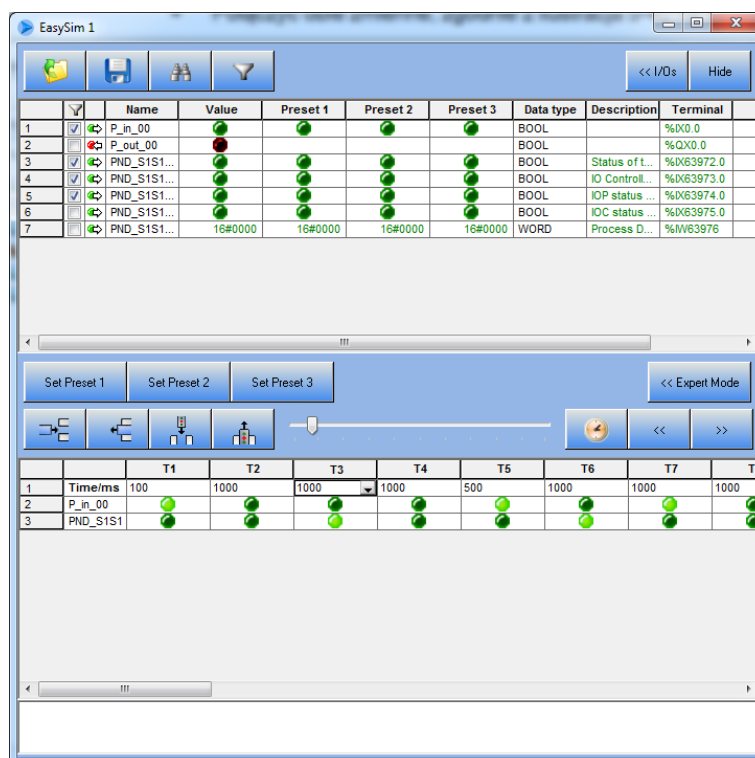 EasySim 1
<< I/Os Hide
Name Value Preset 1 Preset 2 Preset 3 Data type Description Terminal
1 P_in_00 BOOL %IX0.0
2 P_out_00 BOOL %QX0.0
3 PND_S1S1... BOOL Status of t... %IX63972.0
4 PND_S1S1... BOOL IO Controll... %IX63973.0
5 PND_S1S1... BOOL IOP status ... %IX63974.0
6 PND_S1S1... BOOL IOC status ... %IX63975.0
7 PND_S1S1... 16#0000 16#0000 16#0000 16#0000 WORD Process D... %IW63976
Set Preset 1 Set Preset 2 Set Preset 3 << Expert Mode
<< >>
T1 T2 T3 T4 T5 T6 T7 T
1 Time/ms 100 1000 1000 1000 500 1000 1000 1000
2 P_in_00
3 PND_S1S1